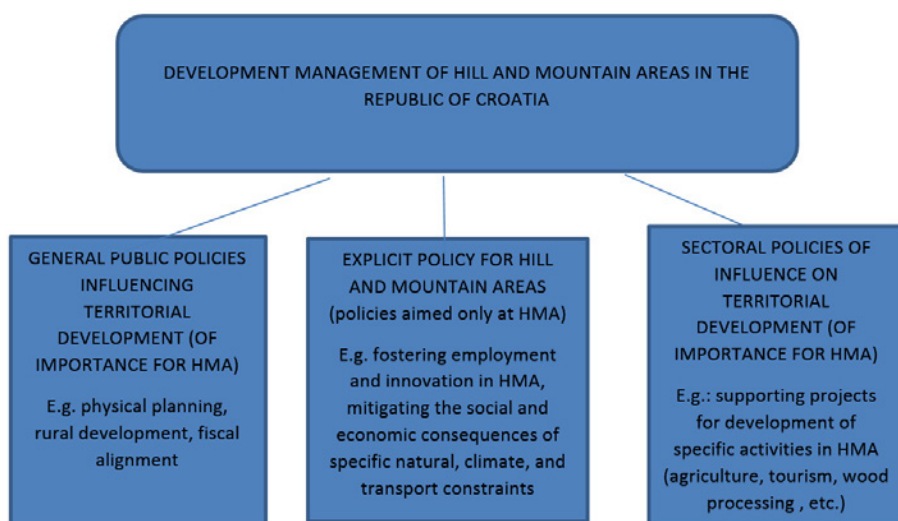 DEVELOPMENT MANAGEMENT OF HILL AND MOUNTAIN AREAS IN THE
REPUBLIC OF CROATIA
GENERAL PUBLIC POLICIES
INFLUENCING
TERRITORIAL
DEVELOPMENT (OF
IMPORTANCE FOR HMA)
E.g. physical planning,
rural development, fiscal
alignment
EXPLICIT POLICY FOR HILL
AND MOUNTAIN AREAS
(policies aimed only at HMA)
E.g. fostering employment
and innovation in HMA,
mitigating the social and
economic consequences of
specific natural, climate, and
transport constraints
SECTORAL POLICIES OF
INFLUENCE ON
TERRITORIAL
DEVELOPMENT (OF
IMPORTANCE FOR HMA)
E.g.: supporting projects
for development of
specific activities in HMA
(agriculture, tourism, wood
processing , etc.)